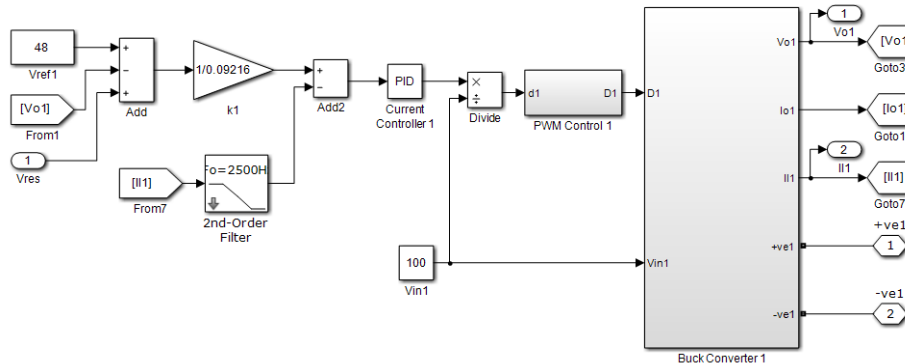 48
Vref1
[Vo1]
From1
1
Vres
+
−
+
Add
1/0.09216
k1
[Il1]
From7
Fo=2500H
2nd-Order
Filter
+
−
Add2
PID
Current
Controller 1
×
÷
Divide
100
Vin1
d1
D1
PWM Control 1
D1
Vin1
Vo1
Io1
Il1
+ve1
-ve1
Buck Converter 1
1
Vo1
[Vo1
Goto3
[Io1]
Goto1
2
Il1
[Il1]
Goto7
+ve1
1
-ve1
2